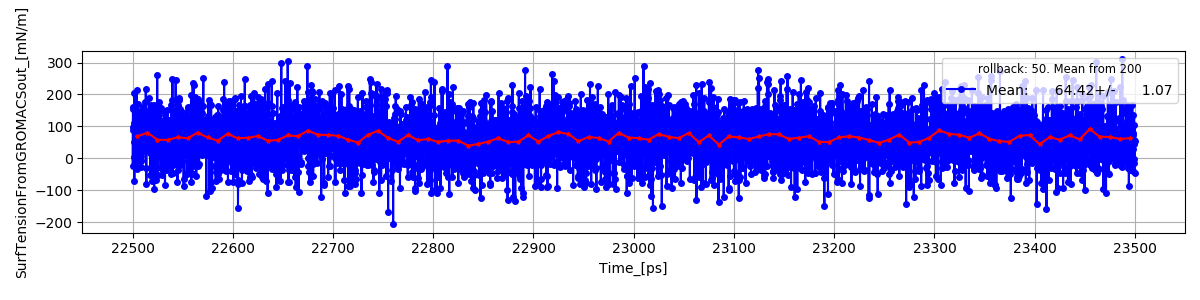 SurfTensionFromGROMACSout_[mN/m]
300
200
100
0
−100
−200
rollback: 50. Mean from 200
Mean: 64.42+/- 1.07
22500 22600 22700 22800 22900 23000 23100 23200 23300 23400 23500
Time_[ps]